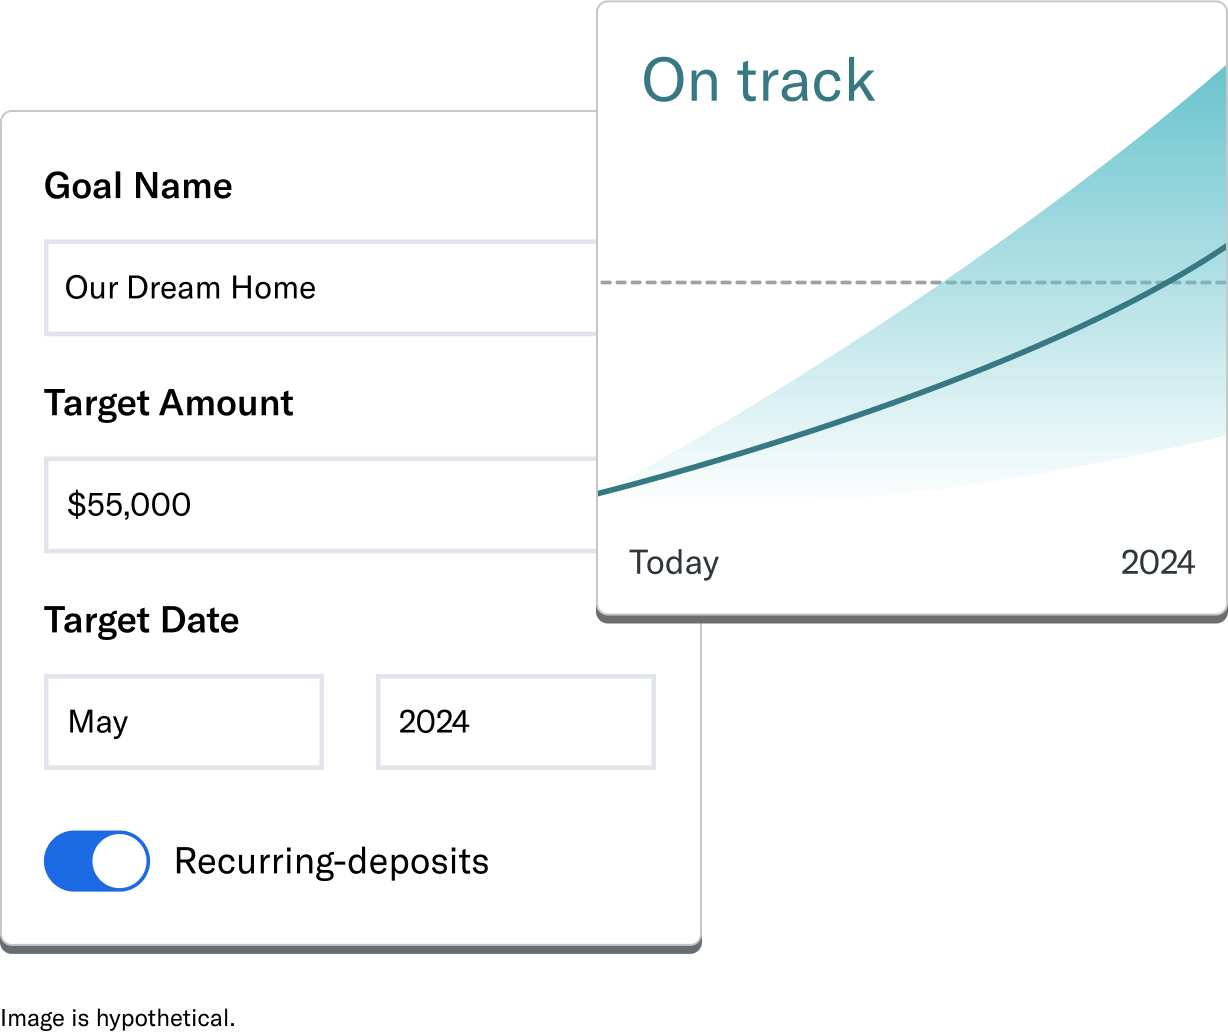 On track
Goal Name
Our Dream Home
Target Amount
$55,000
Today
2024
Target Date
May
2024
Recurring-deposits
Image is hypothetical.